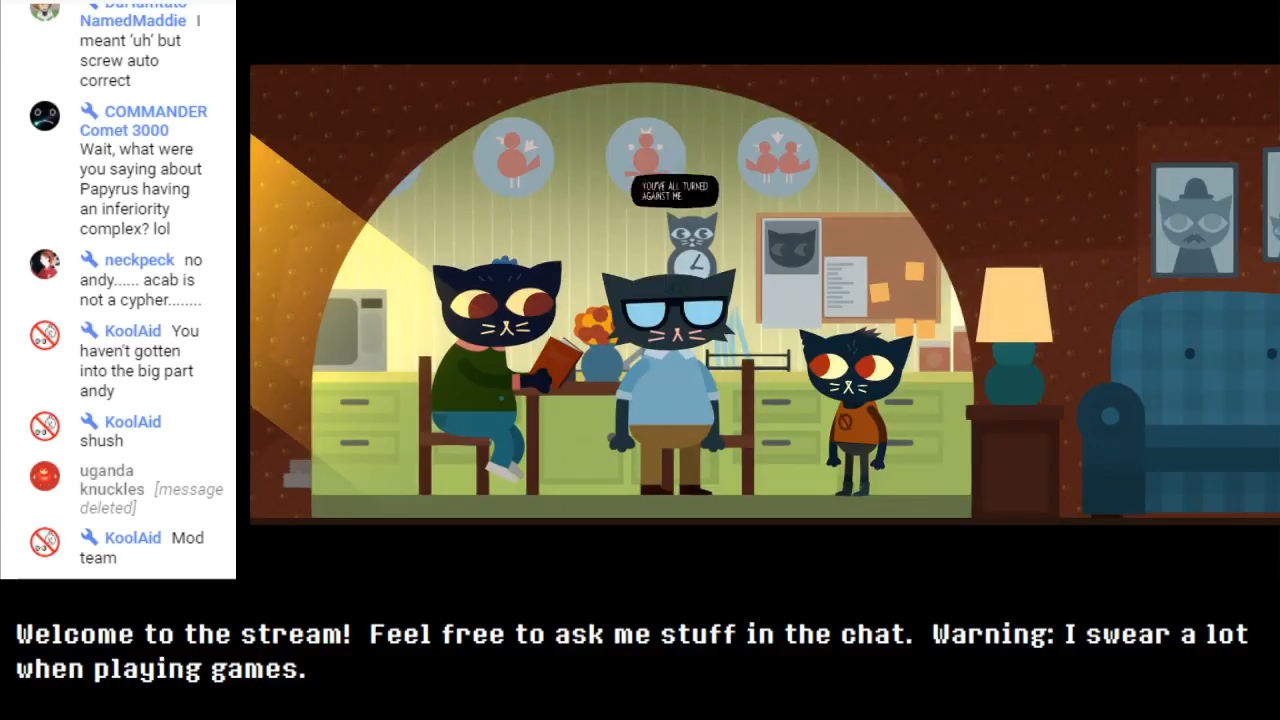 NamedMaddie I
meant ‘uh’ but
screw auto
correct
COMMANDER
Comet 3000
Wait, what were
you saying about
Papyrus having
an inferiority
complex? lol
neckpeck no
andy...... acab is
not a cypher........
KoolAid You
haven't gotten
into the big part
andy
KoolAid
shush
uganda
knuckles [message
deleted]
KoolAid Mod
team
YOU'VE ALL TURNED
AGAINST ME.
Welcome to the stream! Feel free to ask me stuff in the chat. Warning: I swear a lot
when playing games.